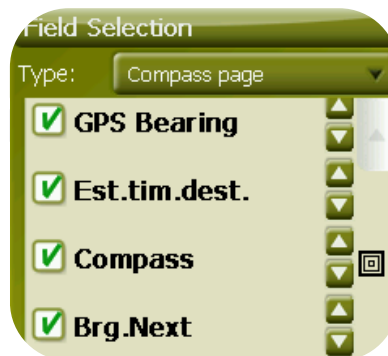 Field Selection
Type: Compass page
GPS Bearing
Est.tim.dest.
Compass
Brg.Next